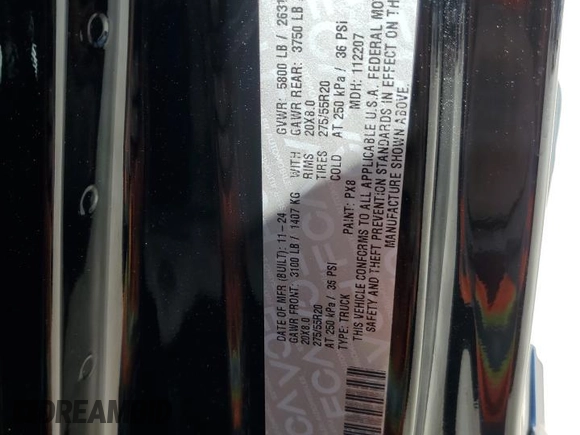 DATE OF MFR (BUILT): 11-24 GVWR: 5800 LB / 2631
GAWR FRONT: 3100 LB / 1407 KG WITH GAWR REAR: 3750 LB
20X8.0 RIMS 20X8.0
275/55R20 TIRES 275/55R20
AT 250 kPa / 36 PSI COLD AT 250 kPa / 36 PSI
TYPE: TRUCK PAINT: PX8 MDH: 112207
THIS VEHICLE CONFORMS TO ALL APPLICABLE U.S.A. FEDERAL MO
SAFETY AND THEFT PREVENTION STANDARDS IN EFFECT ON TH
MANUFACTURE SHOWN ABOVE.